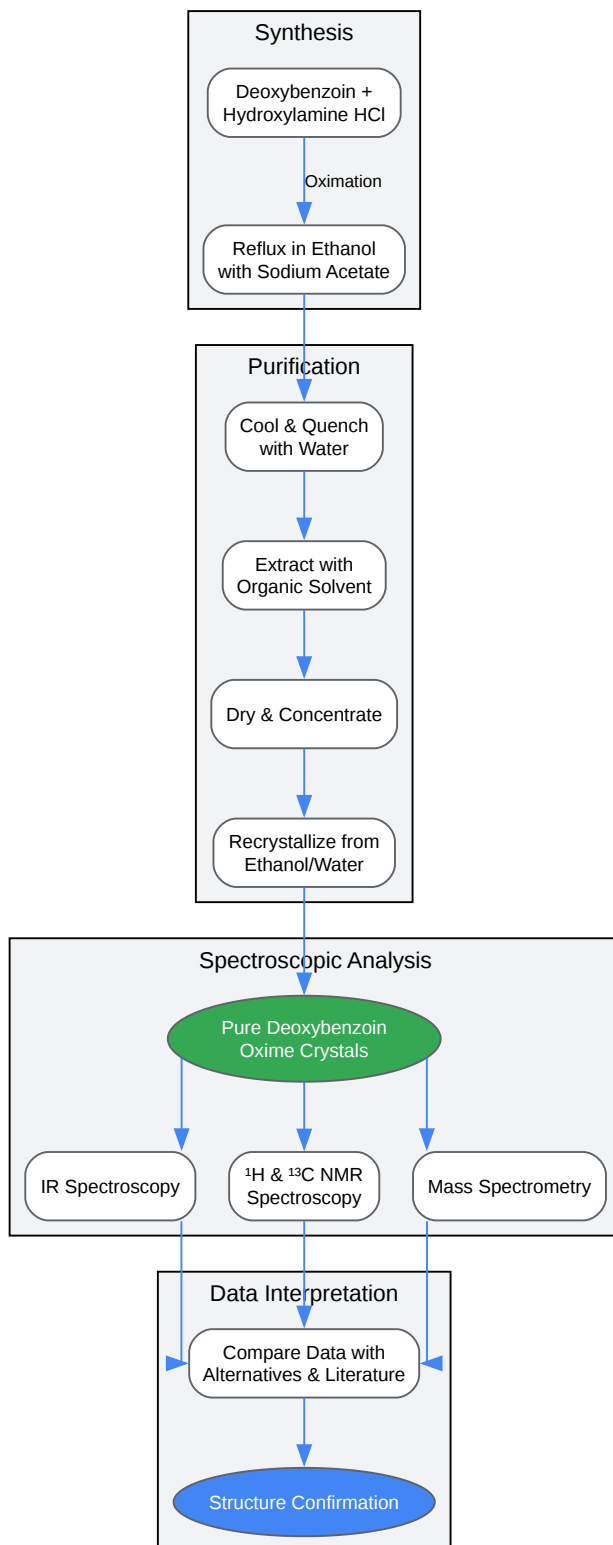 Synthesis
Deoxybenzoin +
Hydroxylamine HCl
Oximation
Reflux in Ethanol
with Sodium Acetate
Purification
Cool & Quench
with Water
Extract with
Organic Solvent
Dry & Concentrate
Recrystallize from
Ethanol/Water
Spectroscopic Analysis
Pure Deoxybenzoin
Oxime Crystals
IR Spectroscopy
¹H & ¹³C NMR
Spectroscopy
Mass Spectrometry
Data Interpretation
Compare Data with
Alternatives & Literature
Structure Confirmation